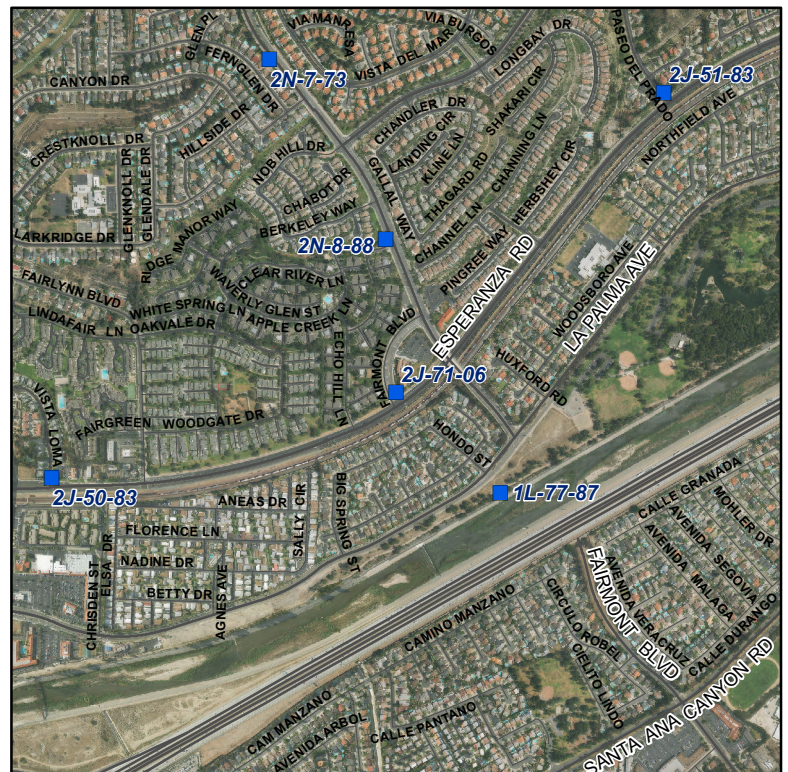 GLEN PL
VIA MANRLESA
VIA BURGOS
VISTA DEL MAR
LONGBAY DR
PASEO DEL PRADO
FERNGLEN DR
2N-7-73
2J-51-83
CANYON DR
NORTHFIELD AVE
CHANDLER DR
SHAKARI CIR
CRESTKNOLL DR
HILLSIDE DR
LANDING CIR
KLINE LN
CHANNING LN
NOB HILL DR
GALLAL WAY
THAGARD RD
HERBSHEY CIR
GLENKNOLL DR
GLENDALE DR
CHABOT DR
BERKELEY WAY
RIDGE MANOR WAY
LARKRIDGE DR
2N-8-88
CHANNEL LN
PINGREE WAY
ESPERANZA RD
WOODSBORO AVE
LA PALMA AVE
CLEAR RIVER LN
WAVERLY GLEN ST
FAIRLYNN BLVD
WHITE SPRING LN
APPLE CREEK LN
LINDAFAIR LN
OAKVALE DR
ECHO HILL LN
FAIRMONT BLVD
HUXFORD RD
2J-71-06
VISTA LOMA
FAIRGREEN
WOODGATE DR
HONDO ST
2J-50-83
ANEAS DR
SALLY CIR
BIG SPRING ST
1L-77-87
CALLE GRANADA
MOHLER DR
FLORENCE LN
ELSA DR
NADINE DR
AVENIDA SEGOVIA
AVENIDA MALAGA
BETTY DR
AGNES AVE
CHRISDEN ST
FAIRMONT BLVD
VENIDA VERACRUZ
CALLE DURANGO
CAMINO MANZANO
CIRCULO ROBEL
CIELITO LINDO
CAM MANZANO
AVENIDA ARBOL
CALLE PANTANO
SANTA ANA CANYON RD